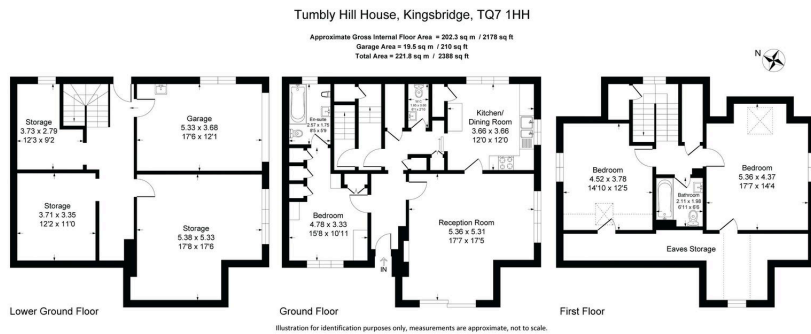 Tumbly Hill House, Kingsbridge, TQ7 1HH
Approximate Gross Internal Floor Area = 202.3 sq m / 2178 sq ft
Garage Area = 19.5 sq m / 210 sq ft
Total Area = 221.8 sq m / 2388 sq ft
N
Storage
3.73 x 2.79
12'3 x 9'2
Garage
5.33 x 3.68
17'6 x 12'1
Storage
3.71 x 3.35
12'2 x 11'0
Storage
5.38 x 5.33
17'8 x 17'6
Lower Ground Floor
En-suite
2.57 x 1.75
8'5 x 5'9
Kitchen/
Dining Room
3.66 x 3.66
12'0 x 12'0
Bedroom
4.78 x 3.33
15'8 x 10'11
Reception Room
5.36 x 5.31
17'7 x 17'5
IN
Ground Floor
Bedroom
4.52 x 3.78
14'10 x 12'5
Bathroom
2.11 x 1.98
6'11 x 6'6
Bedroom
5.36 x 4.37
17'7 x 14'4
Eaves Storage
First Floor
Illustration for identification purposes only, measurements are approximate, not to scale.